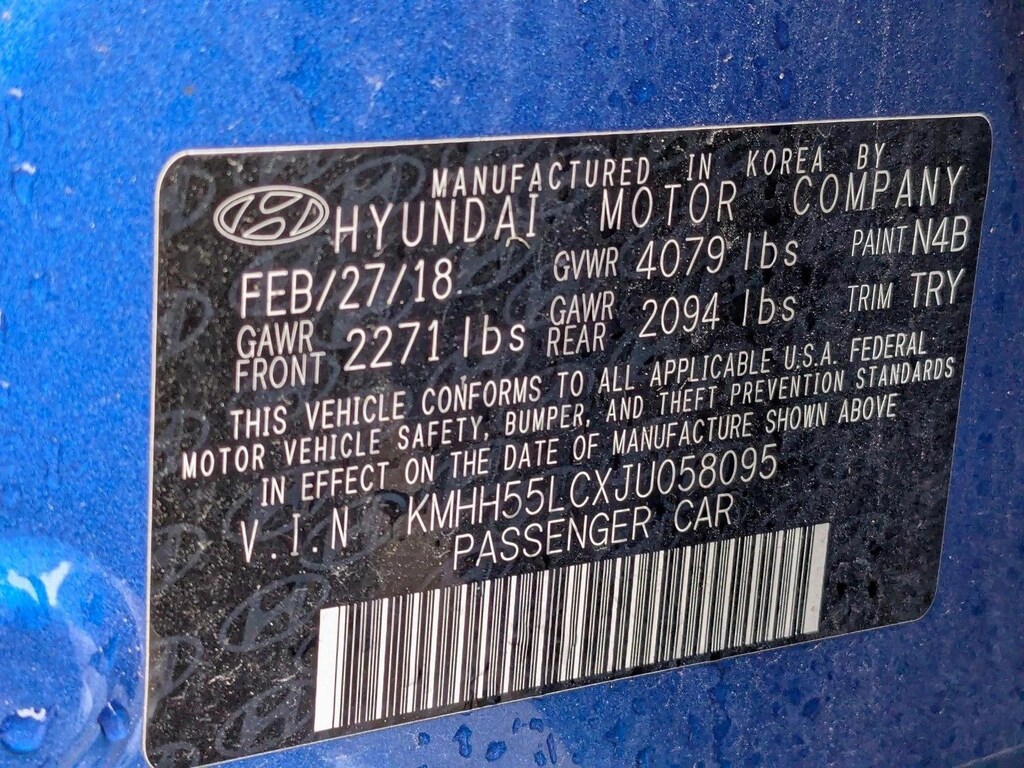 MANUFACTURED IN KOREA BY
HYUNDAI MOTOR COMPANY
FEB/27/18 GVWR 4079 lbs PAINT N4B
GAWR FRONT 2271 lbs GAWR REAR 2094 lbs TRIM TRY
THIS VEHICLE CONFORMS TO ALL APPLICABLE U.S.A. FEDERAL
MOTOR VEHICLE SAFETY, BUMPER, AND THEFT PREVENTION STANDARDS
IN EFFECT ON THE DATE OF MANUFACTURE SHOWN ABOVE
V.I.N KMHH55LCXJU058095
PASSENGER CAR